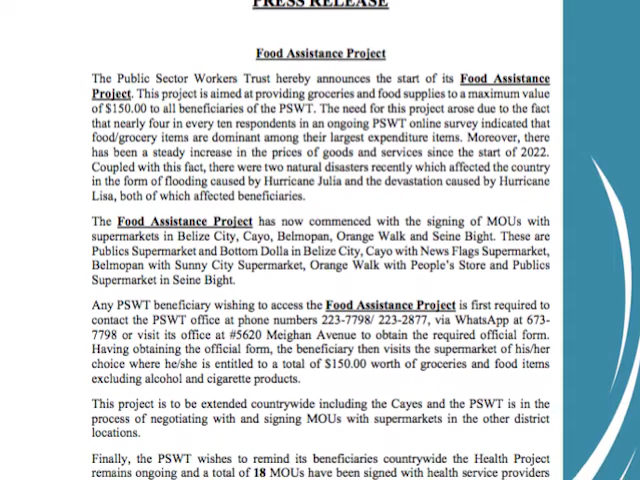 PRESS RELEASE
Food Assistance Project
The Public Sector Workers Trust hereby announces the start of its Food Assistance
Project. This project is aimed at providing groceries and food supplies to a maximum value
of $150.00 to all beneficiaries of the PSWT. The need for this project arose due to the fact
that nearly four in every ten respondents in an ongoing PSWT online survey indicated that
food/grocery items are dominant among their largest expenditure items. Moreover, there
has been a steady increase in the prices of goods and services since the start of 2022.
Coupled with this fact, there were two natural disasters recently which affected the country
in the form of flooding caused by Hurricane Julia and the devastation caused by Hurricane
Lisa, both of which affected beneficiaries.
The Food Assistance Project has now commenced with the signing of MOUs with
supermarkets in Belize City, Cayo, Belmopan, Orange Walk and Seine Bight. These are
Publics Supermarket and Bottom Dolla in Belize City, Cayo with News Flags Supermarket,
Belmopan with Sunny City Supermarket, Orange Walk with People's Store and Publics
Supermarket in Seine Bight.
Any PSWT beneficiary wishing to access the Food Assistance Project is first required to
contact the PSWT office at phone numbers 223-7798/ 223-2877, via WhatsApp at 673-
7798 or visit its office at #5620 Meighan Avenue to obtain the required official form.
Having obtaining the official form, the beneficiary then visits the supermarket of his/her
choice where he/she is entitled to a total of $150.00 worth of groceries and food items
excluding alcohol and cigarette products.
This project is to be extended countrywide including the Cayes and the PSWT is in the
process of negotiating with and signing MOUs with supermarkets in the other district
locations.
Finally, the PSWT wishes to remind its beneficiaries countrywide the Health Project
remains ongoing and a total of 18 MOUs have been signed with health service providers